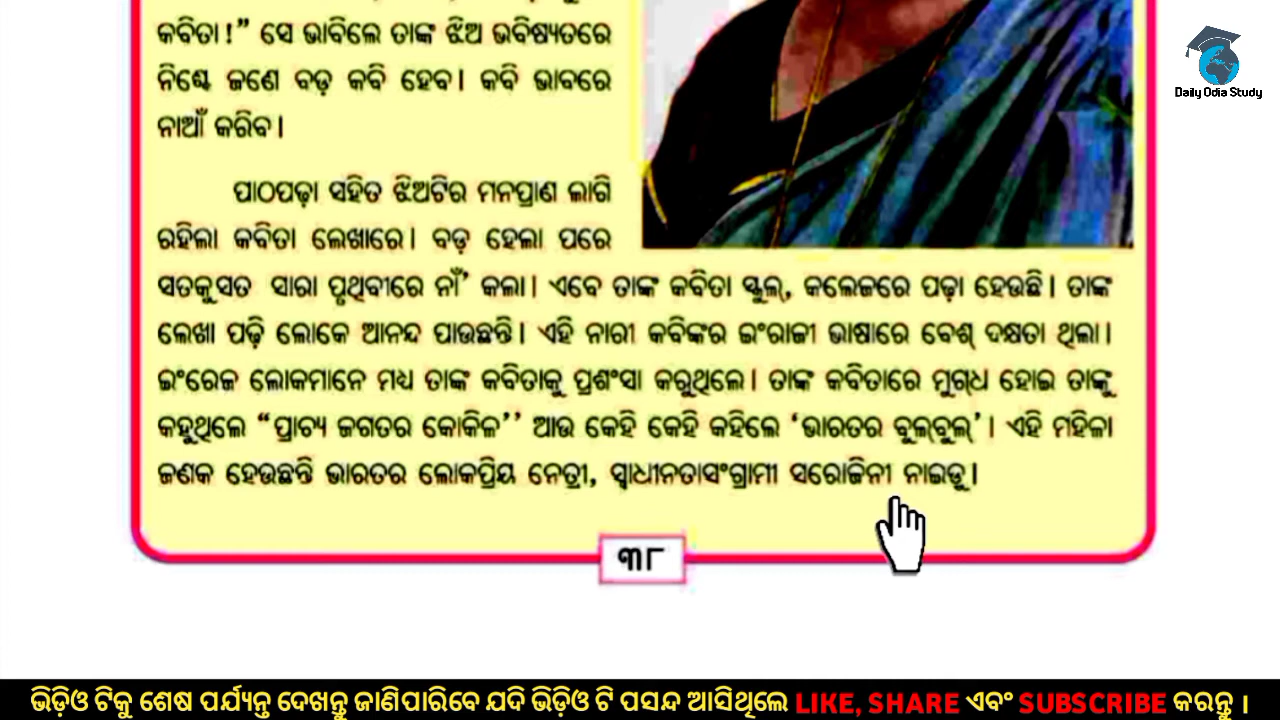 କବିତା!” ସେ ଭାବିଲେ ତାଙ୍କ ଝିଅ ଭବିଷ୍ୟତରେ
ନିଶ୍ଚେ ଜଣେ ବଡ଼ କବି ହେବ। କବି ଭାବରେ
ନାଆଁ କରିବ।
ପାଠପଢ଼ା ସହିତ ଝିଅଟିର ମନପ୍ରାଣ ଲାଗି
ରହିଲା କବିତା ଲେଖାରେ। ବଡ଼ ହେଲା ପରେ
ସତକୁସତ ସାରା ପୃଥିବୀରେ ନାଁ’ କଲା। ଏବେ ତାଙ୍କ କବିତା ସ୍କୁଲ୍, କଲେଜରେ ପଢ଼ା ହେଉଛି। ତାଙ୍କ
ଲେଖା ପଢ଼ି ଲୋକେ ଆନନ୍ଦ ପାଉଛନ୍ତି। ଏହି ନାରୀ କବିଙ୍କର ଇଂରାଜୀ ଭାଷାରେ ବେଶ୍ ଦକ୍ଷତା ଥିଲା।
ଇଂରେଜ ଲୋକମାନେ ମଧ୍ୟ ତାଙ୍କ କବିତାକୁ ପ୍ରଶଂସା କରୁଥିଲେ। ତାଙ୍କ କବିତାରେ ମୁଗ୍‌ଧ ହୋଇ ତାଙ୍କୁ
କହୁଥିଲେ “ପ୍ରାଚ୍ୟ ଜଗତର କୋକିଳ’’ ଆଉ କେହି କେହି କହିଲେ ‘ଭାରତର ବୁଲ୍‌ବୁଲ୍’। ଏହି ମହିଳା
ଜଣକ ହେଉଛନ୍ତି ଭାରତର ଲୋକପ୍ରିୟ ନେତ୍ରୀ, ସ୍ୱାଧୀନତାସଂଗ୍ରାମୀ ସରୋଜିନୀ ନାଇଡୁ।
୩୮
Daily Odia Study
ଭିଡ଼ିଓ ଟିକୁ ଶେଷ ପର୍ଯ୍ୟନ୍ତ ଦେଖନ୍ତୁ ଜାଣିପାରିବେ ଯଦି ଭିଡ଼ିଓ ଟି ପସନ୍ଦ ଆସିଥିଲେ LIKE, SHARE ଏବଂ SUBSCRIBE କରନ୍ତୁ ।